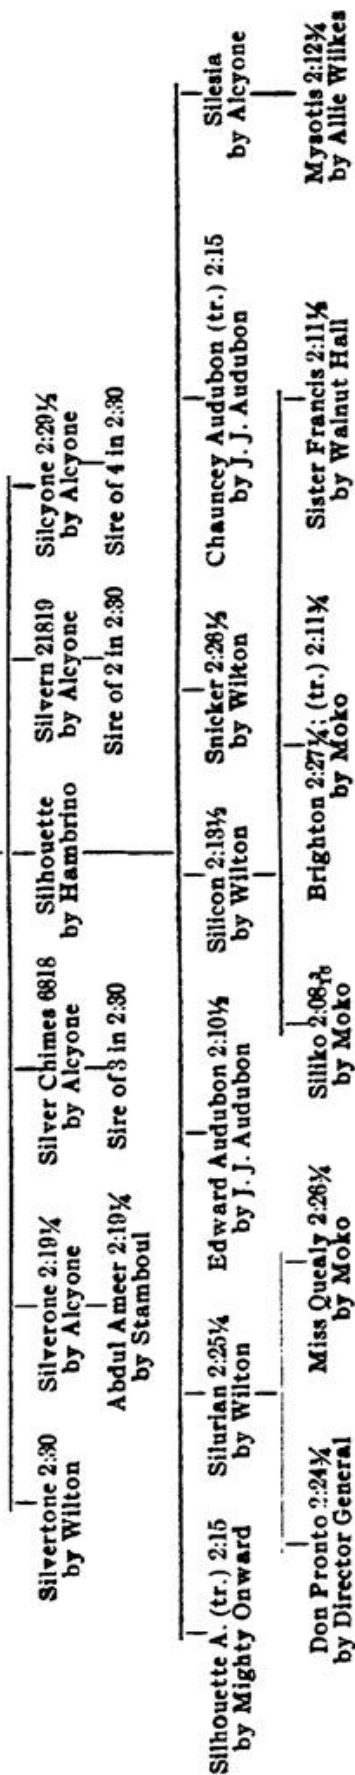 Silvertone 2:30
by Wilton
Silverone 2:19¼
by Alcyone
Abdul Ameer 2:19¼
by Stamboul
Silver Chimes 6818
by Alcyone
Sire of 3 in 2:30
Silhouette
by Hambrino
Silvern 21819
by Alcyone
Sire of 2 in 2:30
Silcyone 2:29½
by Alcyone
Sire of 4 in 2:30
Silhouette A. (tr.) 2:15
by Mighty Onward
Silurian 2:25¼
by Wilton
Edward Audubon 2:10½
by J. J. Audubon
Silicon 2:13½
by Wilton
Snicker 2:26½
by Wilton
Chauncey Audubon (tr.) 2:15
by J. J. Audubon
Silesia
by Alcyone
Don Pronto 2:24¼
by Director General
Miss Quealy 2:26¼
by Moko
Siliko 2:08
by Moko
Brighton 2:27¼; (tr.) 2:11¾
by Moko
Sister Francis 2:11½
by Walnut Hall
Mysotis 2:12¾
by Allie Wilkes